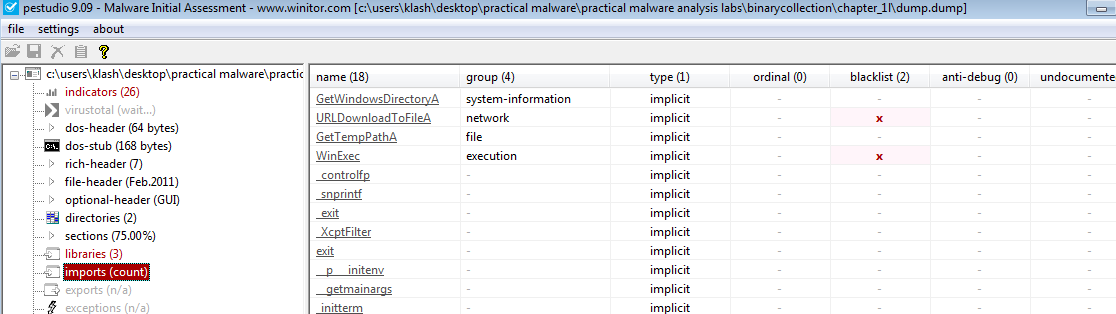 pestudio 9.09 - Malware Initial Assessment - www.winitor.com [c:\users\klash\desktop\practical malware\practical malware analysis labs\binarycollection\chapter_1l\dump.dump]
file settings about
c:\users\klash\desktop\practical malware\practic
indicators (26)
virustotal (wait...)
dos-header (64 bytes)
dos-stub (168 bytes)
rich-header (7)
file-header (Feb.2011)
optional-header (GUI)
directories (2)
sections (75.00%)
libraries (3)
imports (count)
exports (n/a)
exceptions (n/a)
name (18) group (4) type (1) ordinal (0) blacklist (2) anti-debug (0) undocumente
GetWindowsDirectoryA system-information implicit - - - -
URLDownloadToFileA network implicit - x - -
GetTempPathA file implicit - - - -
WinExec execution implicit - x - -
_controlfp - implicit - - - -
_snprintf - implicit - - - -
_exit - implicit - - - -
_XcptFilter - implicit - - - -
exit - implicit - - - -
__p___initenv - implicit - - - -
__getmainargs - implicit - - - -
_initterm - implicit - - - -